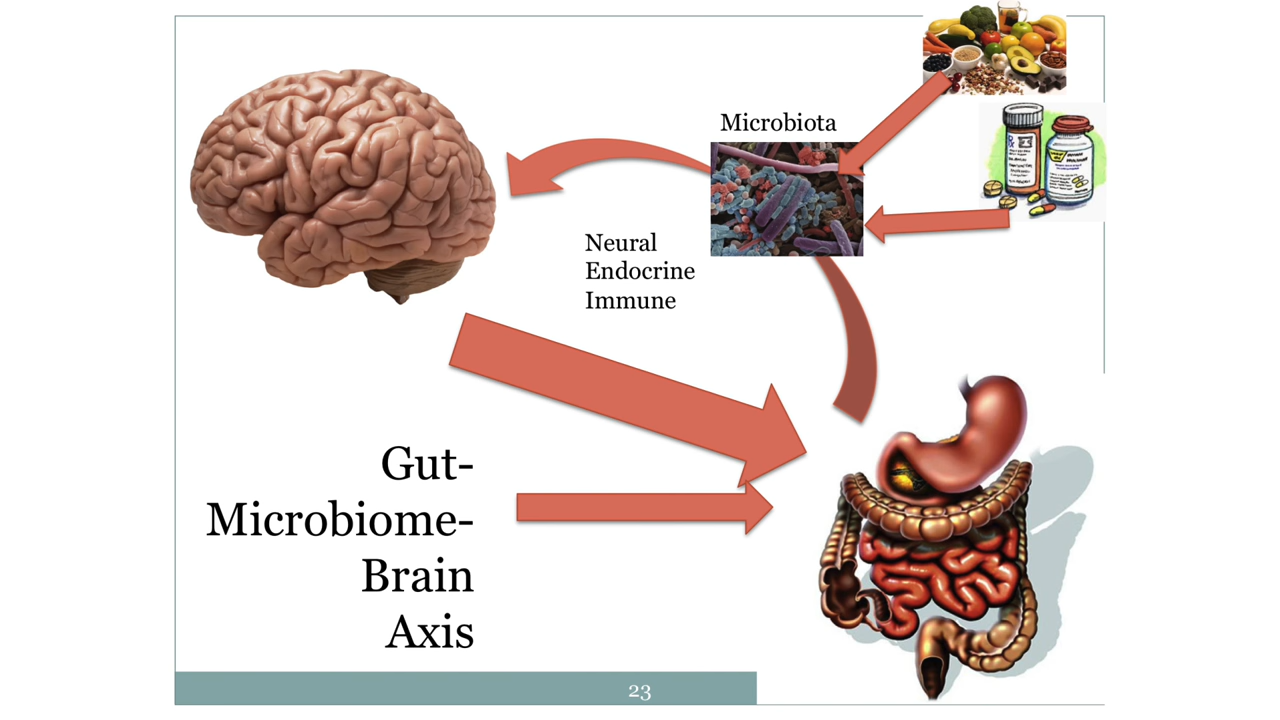 Microbiota
Neural
Endocrine
Immune
Gut-
Microbiome-
Brain
Axis
23